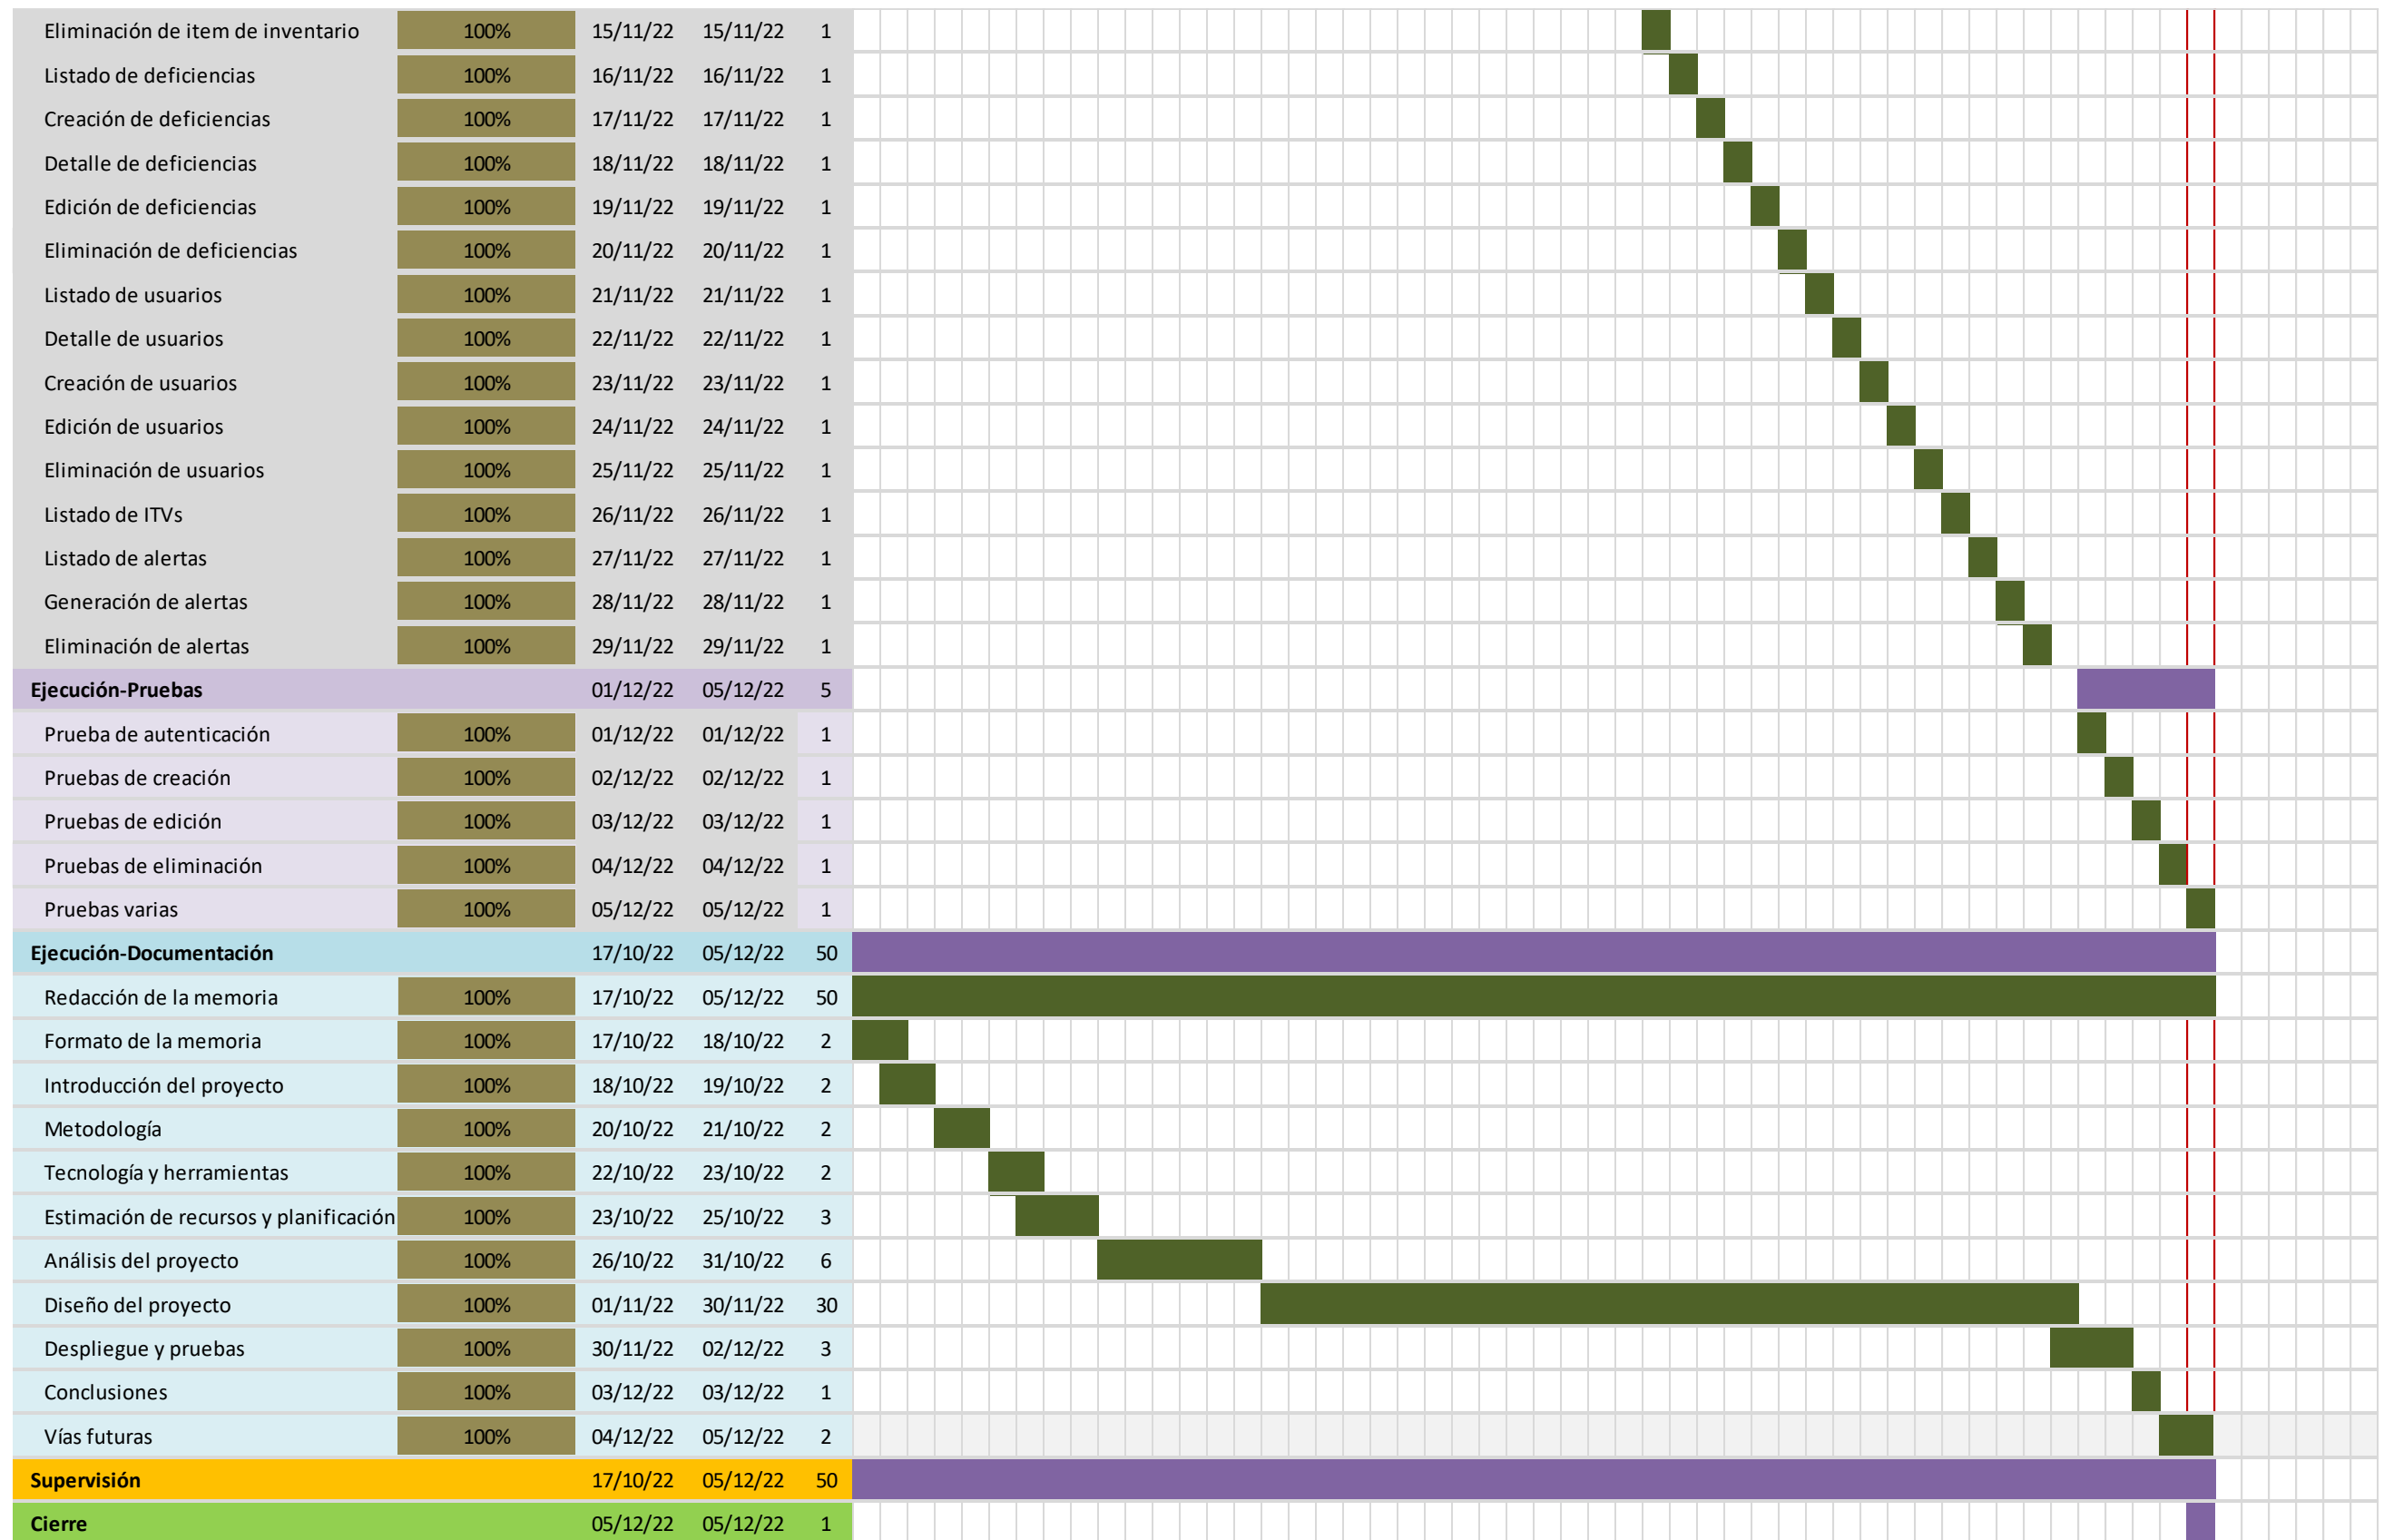 Eliminación de item de inventario 100% 15/11/22 15/11/22 1
Listado de deficiencias 100% 16/11/22 16/11/22 1
Creación de deficiencias 100% 17/11/22 17/11/22 1
Detalle de deficiencias 100% 18/11/22 18/11/22 1
Edición de deficiencias 100% 19/11/22 19/11/22 1
Eliminación de deficiencias 100% 20/11/22 20/11/22 1
Listado de usuarios 100% 21/11/22 21/11/22 1
Detalle de usuarios 100% 22/11/22 22/11/22 1
Creación de usuarios 100% 23/11/22 23/11/22 1
Edición de usuarios 100% 24/11/22 24/11/22 1
Eliminación de usuarios 100% 25/11/22 25/11/22 1
Listado de ITVs 100% 26/11/22 26/11/22 1
Listado de alertas 100% 27/11/22 27/11/22 1
Generación de alertas 100% 28/11/22 28/11/22 1
Eliminación de alertas 100% 29/11/22 29/11/22 1
Ejecución-Pruebas 01/12/22 05/12/22 5
Prueba de autenticación 100% 01/12/22 01/12/22 1
Pruebas de creación 100% 02/12/22 02/12/22 1
Pruebas de edición 100% 03/12/22 03/12/22 1
Pruebas de eliminación 100% 04/12/22 04/12/22 1
Pruebas varias 100% 05/12/22 05/12/22 1
Ejecución-Documentación 17/10/22 05/12/22 50
Redacción de la memoria 100% 17/10/22 05/12/22 50
Formato de la memoria 100% 17/10/22 18/10/22 2
Introducción del proyecto 100% 18/10/22 19/10/22 2
Metodología 100% 20/10/22 21/10/22 2
Tecnología y herramientas 100% 22/10/22 23/10/22 2
Estimación de recursos y planificación 100% 23/10/22 25/10/22 3
Análisis del proyecto 100% 26/10/22 31/10/22 6
Diseño del proyecto 100% 01/11/22 30/11/22 30
Despliegue y pruebas 100% 30/11/22 02/12/22 3
Conclusiones 100% 03/12/22 03/12/22 1
Vías futuras 100% 04/12/22 05/12/22 2
Supervisión 17/10/22 05/12/22 50
Cierre 05/12/22 05/12/22 1